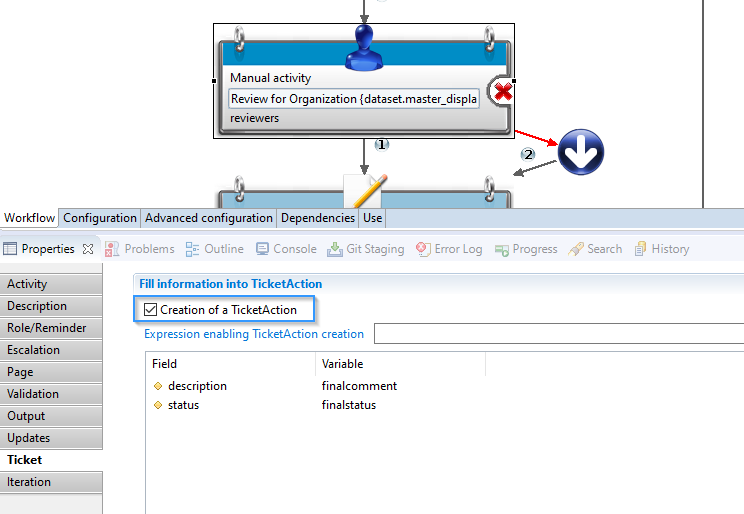 Manual activity
Review for Organization {dataset.master_displa
reviewers
1
2
Workflow Configuration Advanced configuration Dependencies Use
Properties Problems Outline Console Git Staging Error Log Progress Search History
Activity
Description
Role/Reminder
Escalation
Page
Validation
Output
Updates
Ticket
Iteration
Fill information into TicketAction
Creation of a TicketAction
Expression enabling TicketAction creation
Field Variable
description finalcomment
status finalstatus